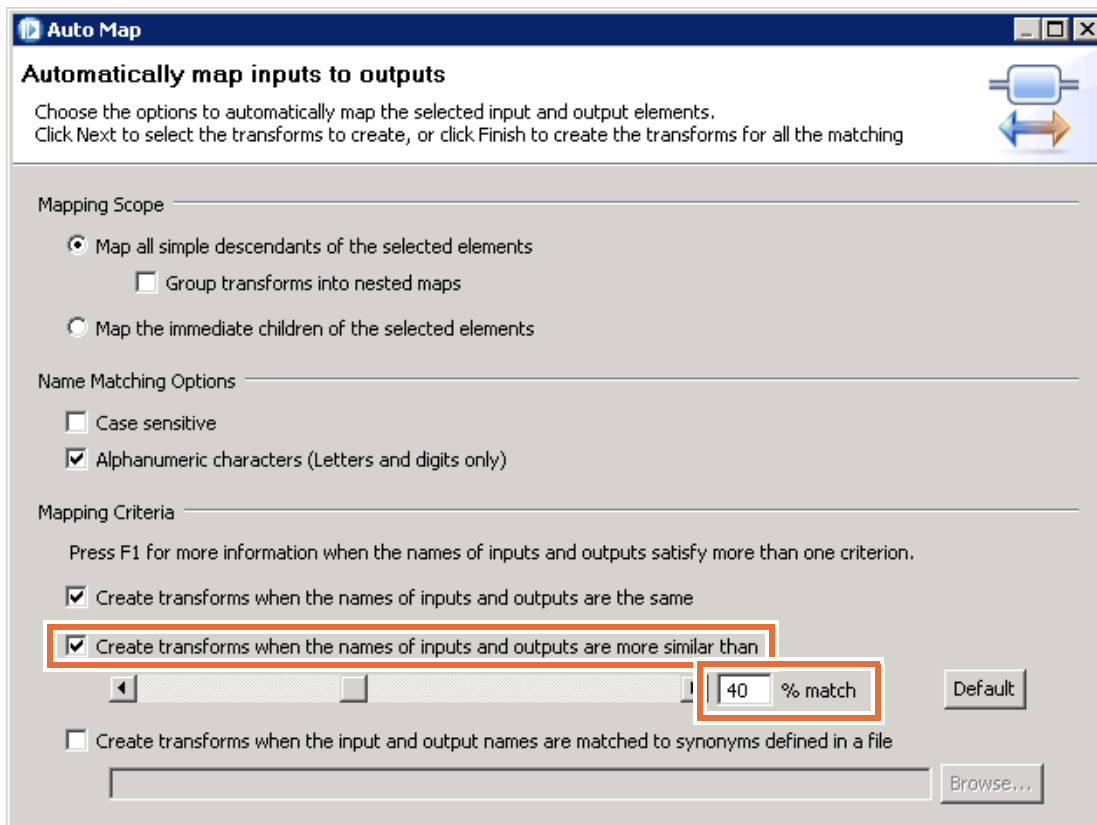 Auto Map
Automatically map inputs to outputs
Choose the options to automatically map the selected input and output elements.
Click Next to select the transforms to create, or click Finish to create the transforms for all the matching
Mapping Scope
Map all simple descendants of the selected elements
Group transforms into nested maps
Map the immediate children of the selected elements
Name Matching Options
Case sensitive
Alphanumeric characters (Letters and digits only)
Mapping Criteria
Press F1 for more information when the names of inputs and outputs satisfy more than one criterion.
Create transforms when the names of inputs and outputs are the same
Create transforms when the names of inputs and outputs are more similar than
40 % match Default
Create transforms when the input and output names are matched to synonyms defined in a file
Browse...